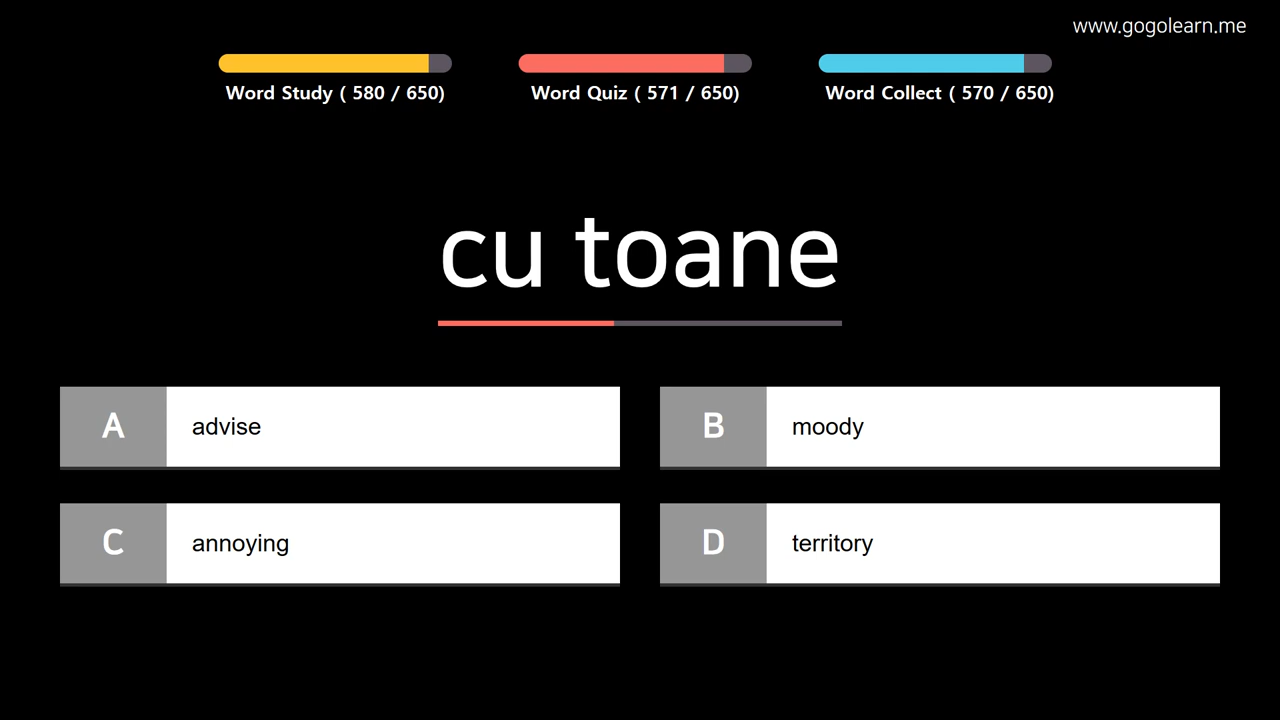 www.gogolearn.me
Word Study ( 580 / 650)
Word Quiz ( 571 / 650)
Word Collect ( 570 / 650)
cu toane
A advise
B moody
C annoying
D territory